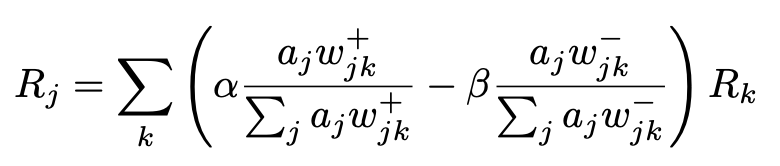 R_j = \sum_k \left( \alpha \frac{a_j w_{jk}^+}{\sum_j a_j w_{jk}^+} - \beta \frac{a_j w_{jk}^-}{\sum_j a_j w_{jk}^-} \right) R_k